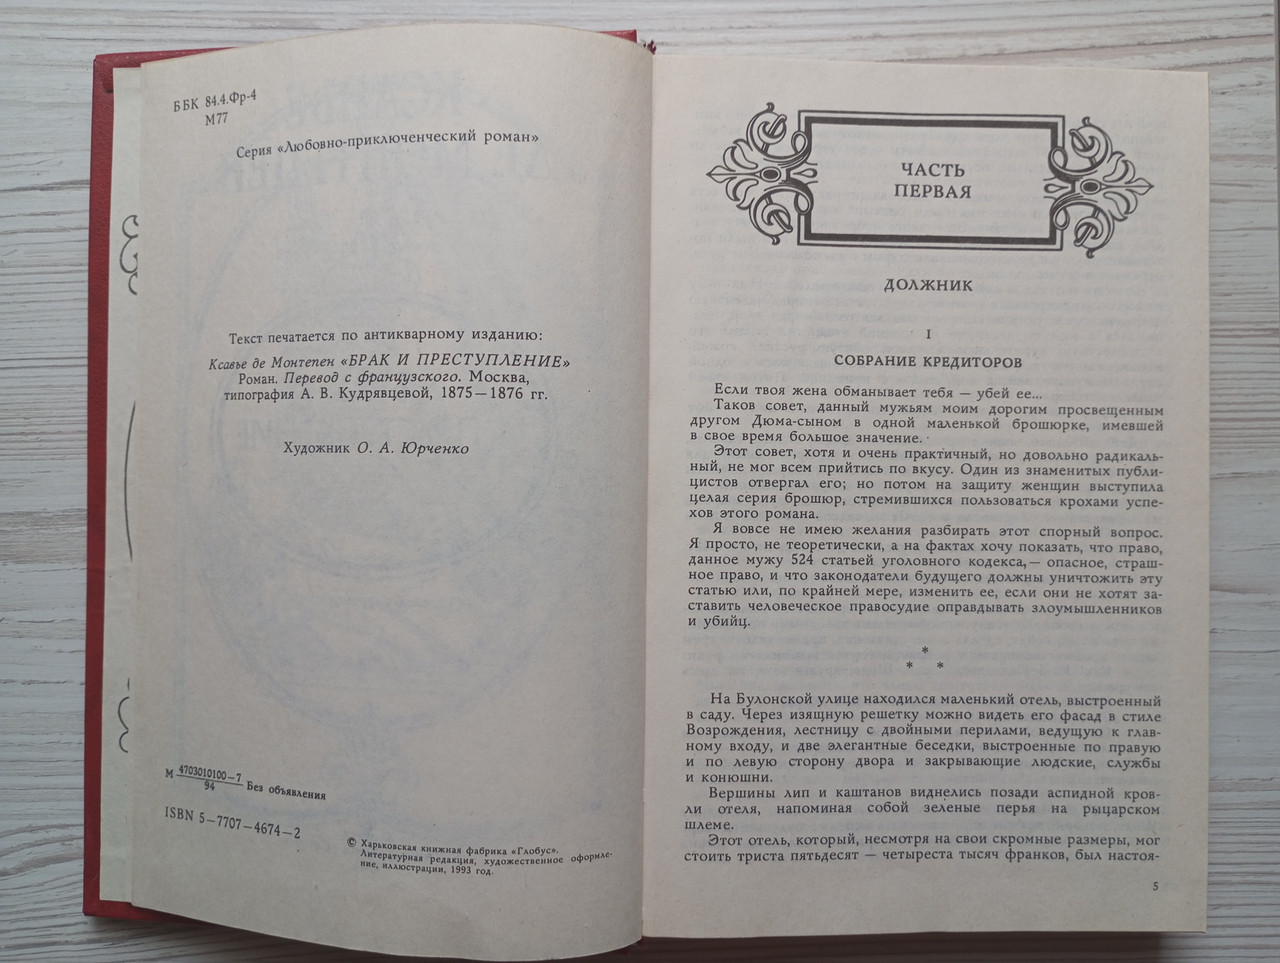 ББК 84.4.Фр-4
М77
Серия «Любовно-приключенческий роман»
Текст печатается по антикварному изданию:
Ксавье де Монтепен «БРАК И ПРЕСТУПЛЕНИЕ»
Роман. Перевод с французского. Москва,
типография А. В. Кудрявцевой, 1875—1876 гг.
Художник О. А. Юрченко
М 4703010100—7
94
Без объявления
ISBN 5—7707—4674—2
© Харьковская книжная фабрика «Глобус».
Литературная редакция, художественное оформле-
ние, иллюстрации, 1993 год.
ЧАСТЬ
ПЕРВАЯ
ДОЛЖНИК
I
СОБРАНИЕ КРЕДИТОРОВ
Если твоя жена обманывает тебя — убей ее...
Таков совет, данный мужьям моим дорогим просвещенным
другом Дюма-сыном в одной маленькой брошюрке, имевшей
в свое время большое значение.
Этот совет, хотя и очень практичный, но довольно радикаль-
ный, не мог всем прийтись по вкусу. Один из знаменитых публи-
цистов отвергал его; но потом на защиту женщин выступила
целая серия брошюр, стремившихся пользоваться крохами успе-
хов этого романа.
Я вовсе не имею желания разбирать этот спорный вопрос.
Я просто, не теоретически, а на фактах хочу показать, что право,
данное мужу 524 статьей уголовного кодекса,— опасное, страш-
ное право, и что законодатели будущего должны уничтожить эту
статью или, по крайней мере, изменить ее, если они не хотят за-
ставить человеческое правосудие оправдывать злоумышленников
и убийц.
*
* *
На Булонской улице находился маленький отель, выстроенный
в саду. Через изящную решетку можно видеть его фасад в стиле
Возрождения, лестницу с двойными перилами, ведущую к глав-
ному входу, и две элегантные беседки, выстроенные по правую
и по левую сторону двора и закрывающие людские, службы
и конюшни.
Вершины лип и каштанов виднелись позади аспидной кров-
ли отеля, напоминая собой зеленые перья на рыцарском
шлеме.
Этот отель, который, несмотря на свои скромные размеры, мог
стоить триста пятьдесят — четыреста тысяч франков, был настоя-
5